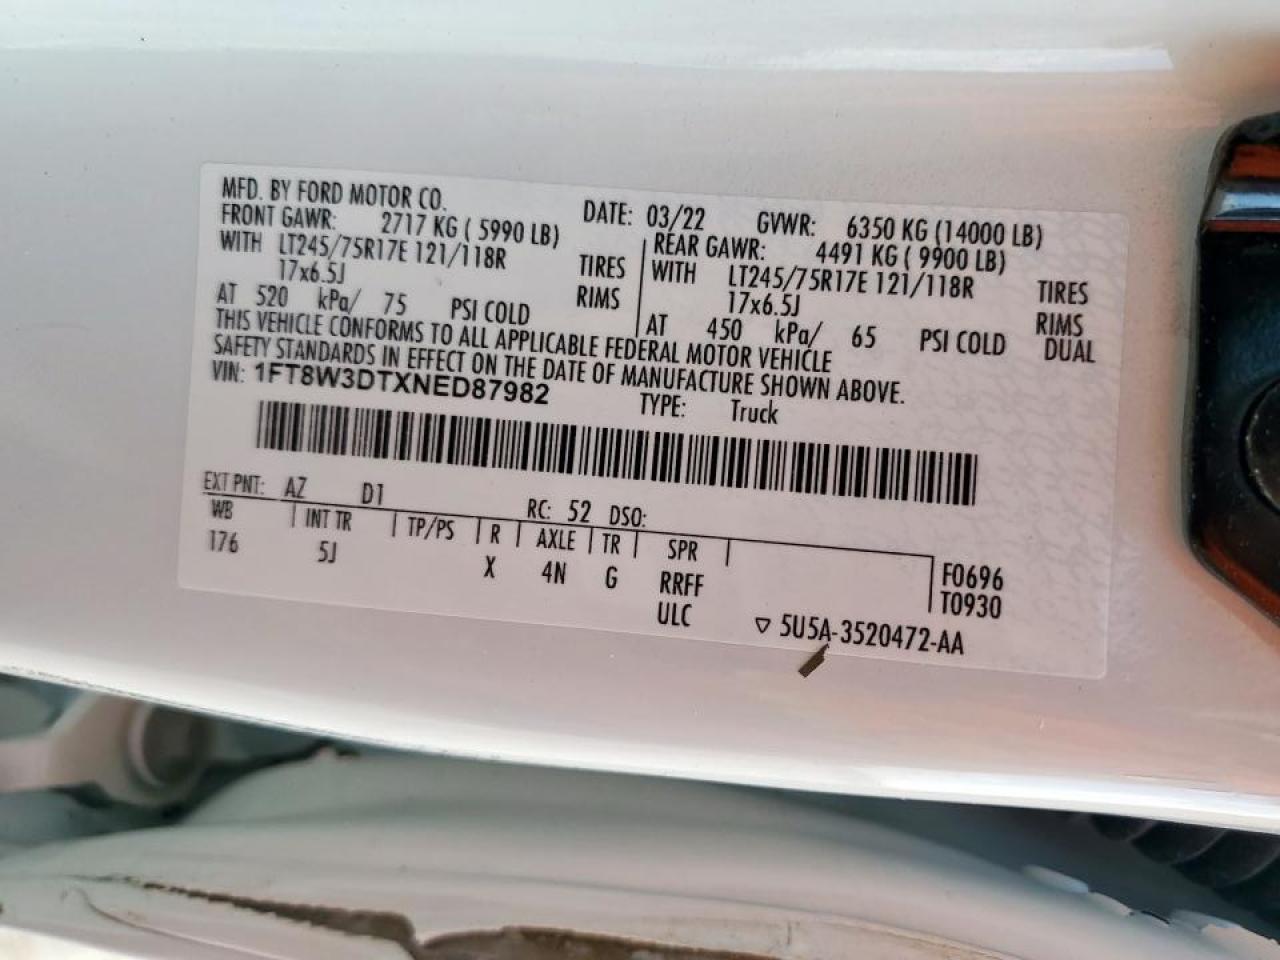 MFD. BY FORD MOTOR CO.
DATE: 03/22 GVWR: 6350 KG (14000 LB)
FRONT GAWR: 2717 KG ( 5990 LB)
WITH LT245/75R17E 121/118R TIRES
17x6.5J RIMS
AT 520 kPa/ 75 PSI COLD
REAR GAWR: 4491 KG ( 9900 LB)
WITH LT245/75R17E 121/118R TIRES
17x6.5J RIMS
AT 450 kPa/ 65 PSI COLD DUAL
THIS VEHICLE CONFORMS TO ALL APPLICABLE FEDERAL MOTOR VEHICLE
SAFETY STANDARDS IN EFFECT ON THE DATE OF MANUFACTURE SHOWN ABOVE.
VIN: 1FT8W3DTXNED87982
TYPE: Truck
EXT PNT: AZ D1
RC: 52 DSO:
WB INT TR TP/PS R AXLE TR SPR
176 5J X 4N G RRFF
ULC
F0696
T0930
▽ 5U5A-3520472-AA